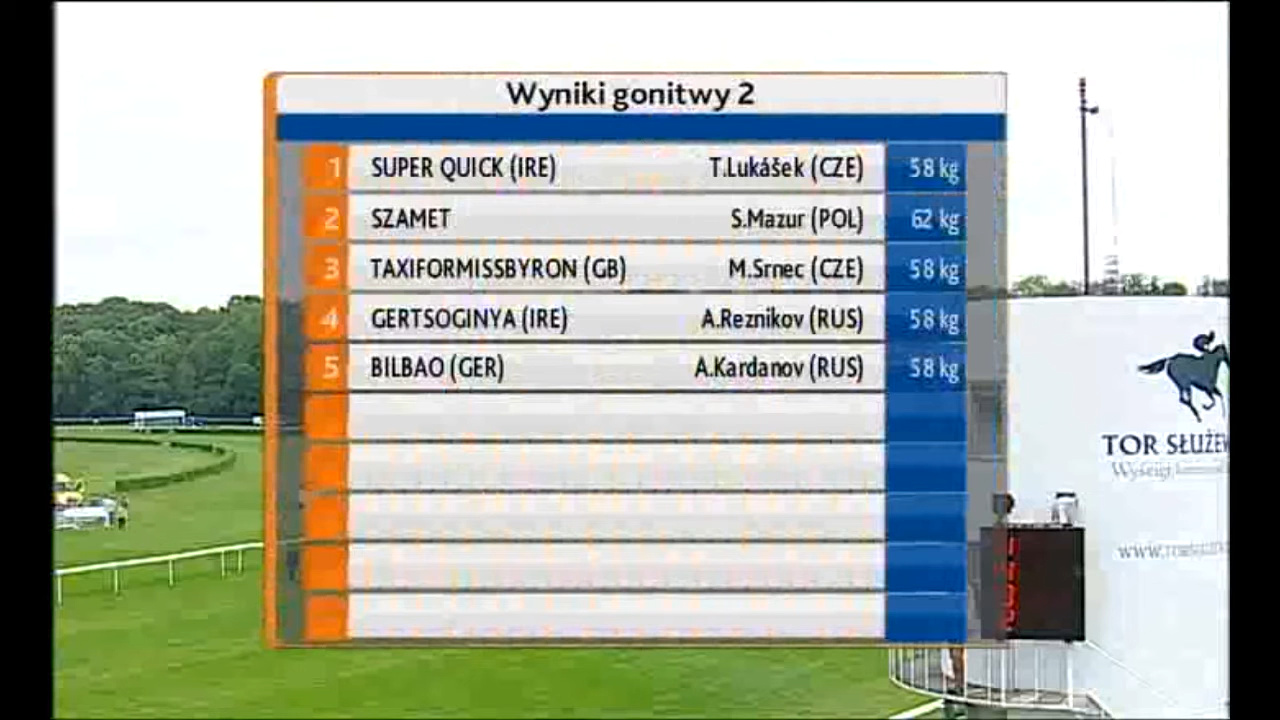 Wyniki gonitwy 2
1 SUPER QUICK (IRE) T.Lukášek (CZE) 58 kg
2 SZAMET S.Mazur (POL) 62 kg
3 TAXIFORMISSBYRON (GB) M.Srnec (CZE) 58 kg
4 GERTSOGINYA (IRE) A.Reznikov (RUS) 58 kg
5 BILBAO (GER) A.Kardanov (RUS) 58 kg
TOR
Wyścigi